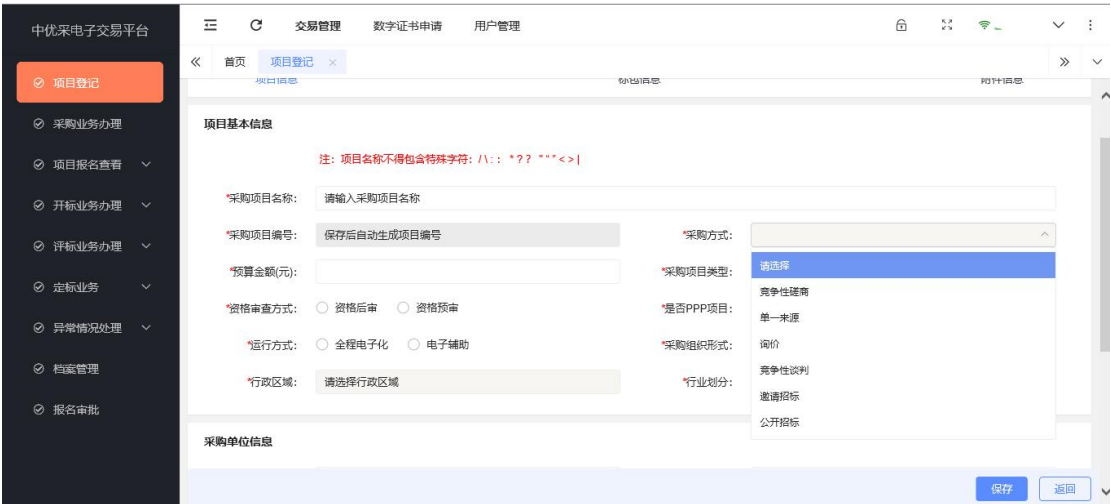 中优采电子交易平台
交易管理 数字证书申请 用户管理
首页 项目登记 ×
项目登记
采购业务办理
项目报名查看
开标业务办理
评标业务办理
定标业务
异常情况处理
档案管理
报名审批
项目信息 标包信息 附件信息
项目基本信息
注：项目名称不得包含特殊字符：/ \ : : * ? ? " " " < > |
*采购项目名称： 请输入采购项目名称
*采购项目编号： 保存后自动生成项目编号 *采购方式：
*预算金额(元)： *采购项目类型：
*资格审查方式： 资格后审 资格预审 *是否PPP项目：
*运行方式： 全程电子化 电子辅助 *采购组织形式：
*行政区域： 请选择行政区域 *行业划分：
请选择
竞争性磋商
单一来源
询价
竞争性谈判
邀请招标
公开招标
采购单位信息
保存 返回